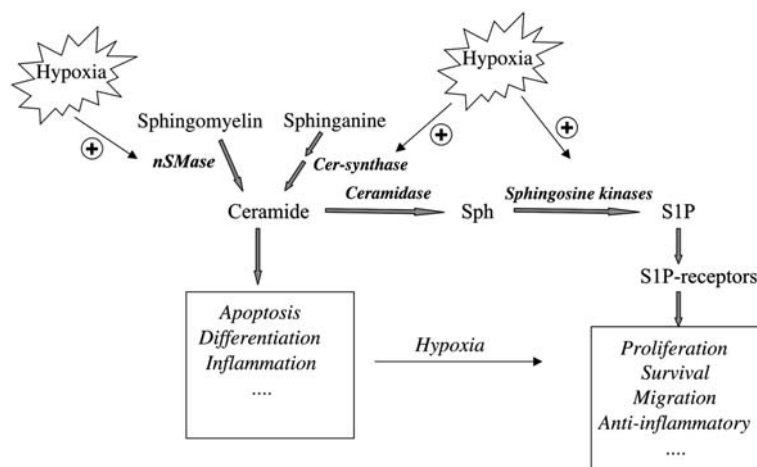 Hypoxia
Hypoxia
+
+
+
Sphingomyelin
Sphinganine
nSMase
Cer-synthase
Ceramide
Ceramidase
Sph
Sphingosine kinases
S1P
S1P-receptors
Apoptosis
Differentiation
Inflammation
....
Hypoxia
Proliferation
Survival
Migration
Anti-inflammatory
....